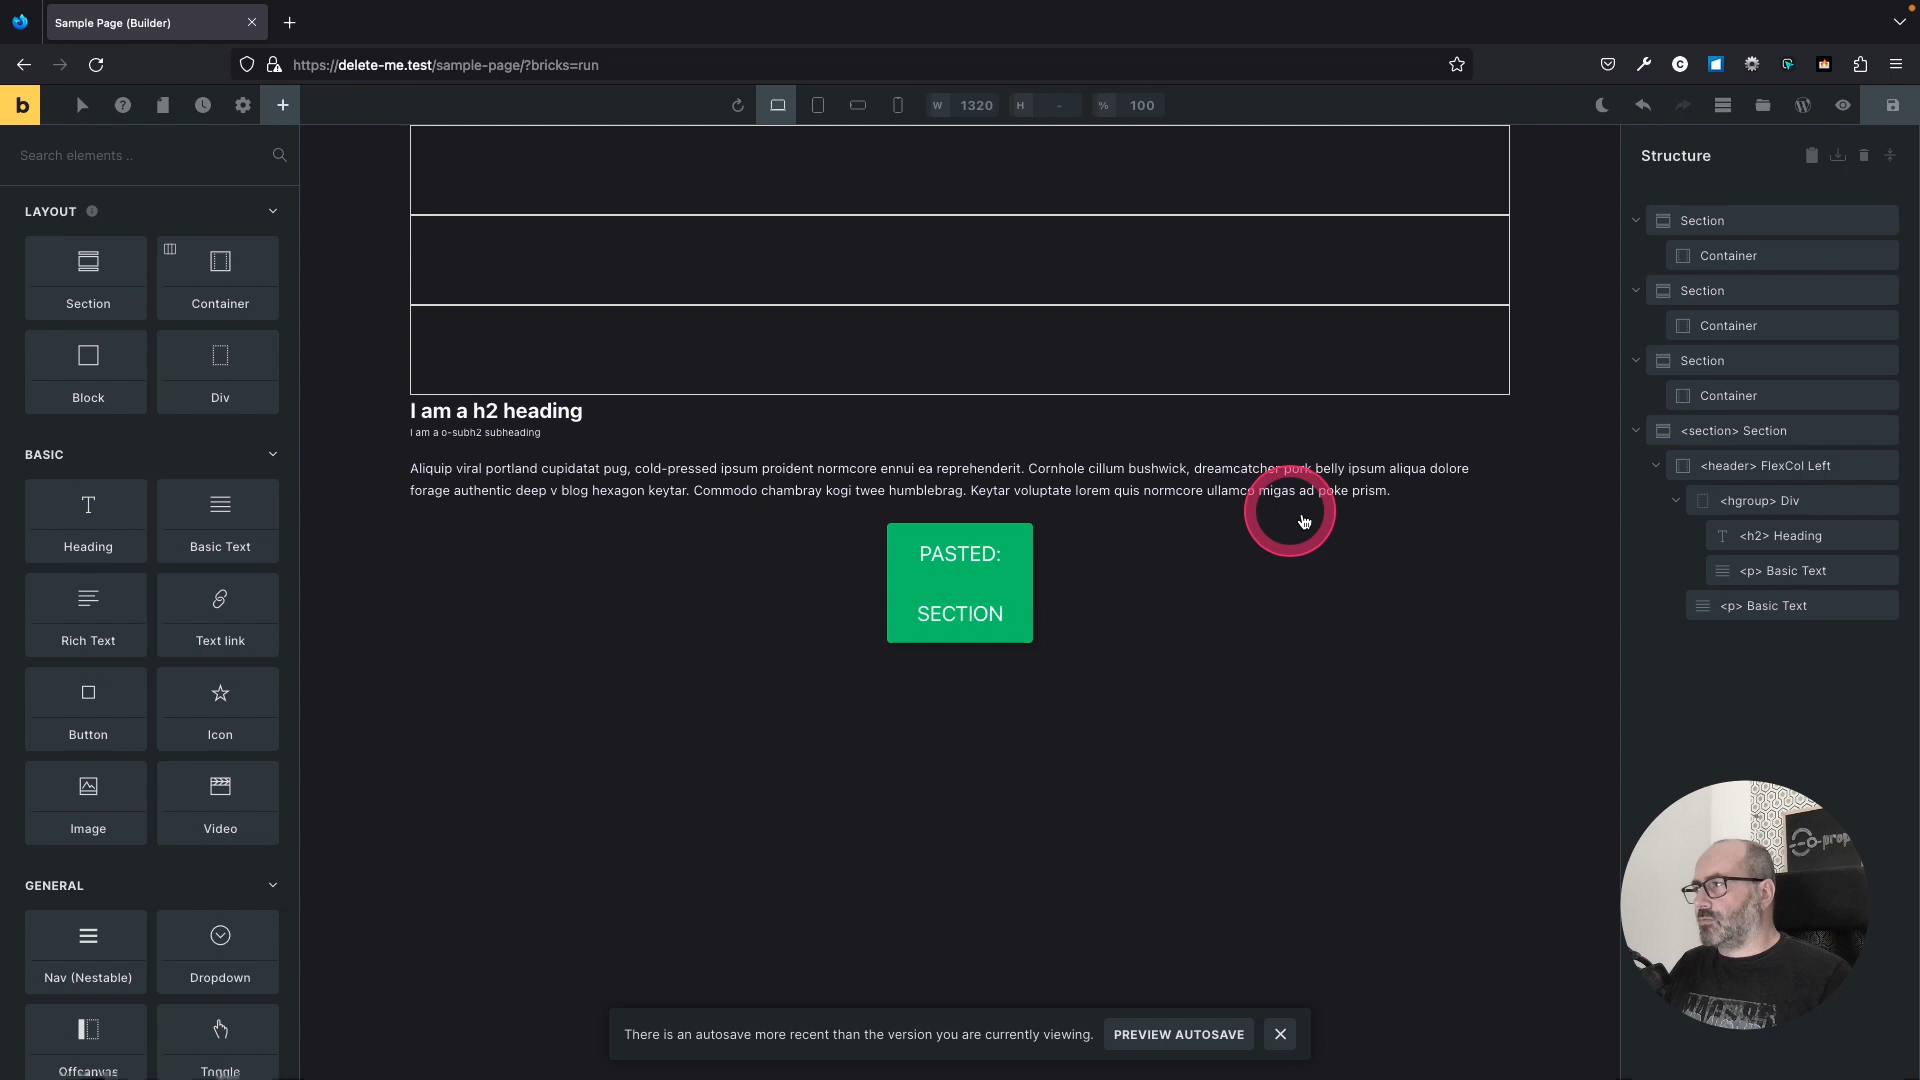 Sample Page (Builder)
https://delete-me.test/sample-page/?bricks=run
b
W 1320 H - % 100
Search elements ..
LAYOUT
Section
Container
Block
Div
BASIC
Heading
Basic Text
Rich Text
Text link
Button
Icon
Image
Video
GENERAL
Nav (Nestable)
Dropdown
Offcanvas
Toggle
I am a h2 heading
I am a o-subh2 subheading
Aliquip viral portland cupidatat pug, cold-pressed ipsum proident normcore ennui ea reprehenderit. Cornhole cillum bushwick, dreamcatcher pork belly ipsum aliqua dolore
forage authentic deep v blog hexagon keytar. Commodo chambray kogi twee humblebrag. Keytar voluptate lorem quis normcore ullamco migas ad poke prism.
PASTED:
SECTION
There is an autosave more recent than the version you are currently viewing.
PREVIEW AUTOSAVE
Structure
Section
Container
Section
Container
Section
Container
<section> Section
<header> FlexCol Left
<hgroup> Div
<h2> Heading
<p> Basic Text
<p> Basic Text